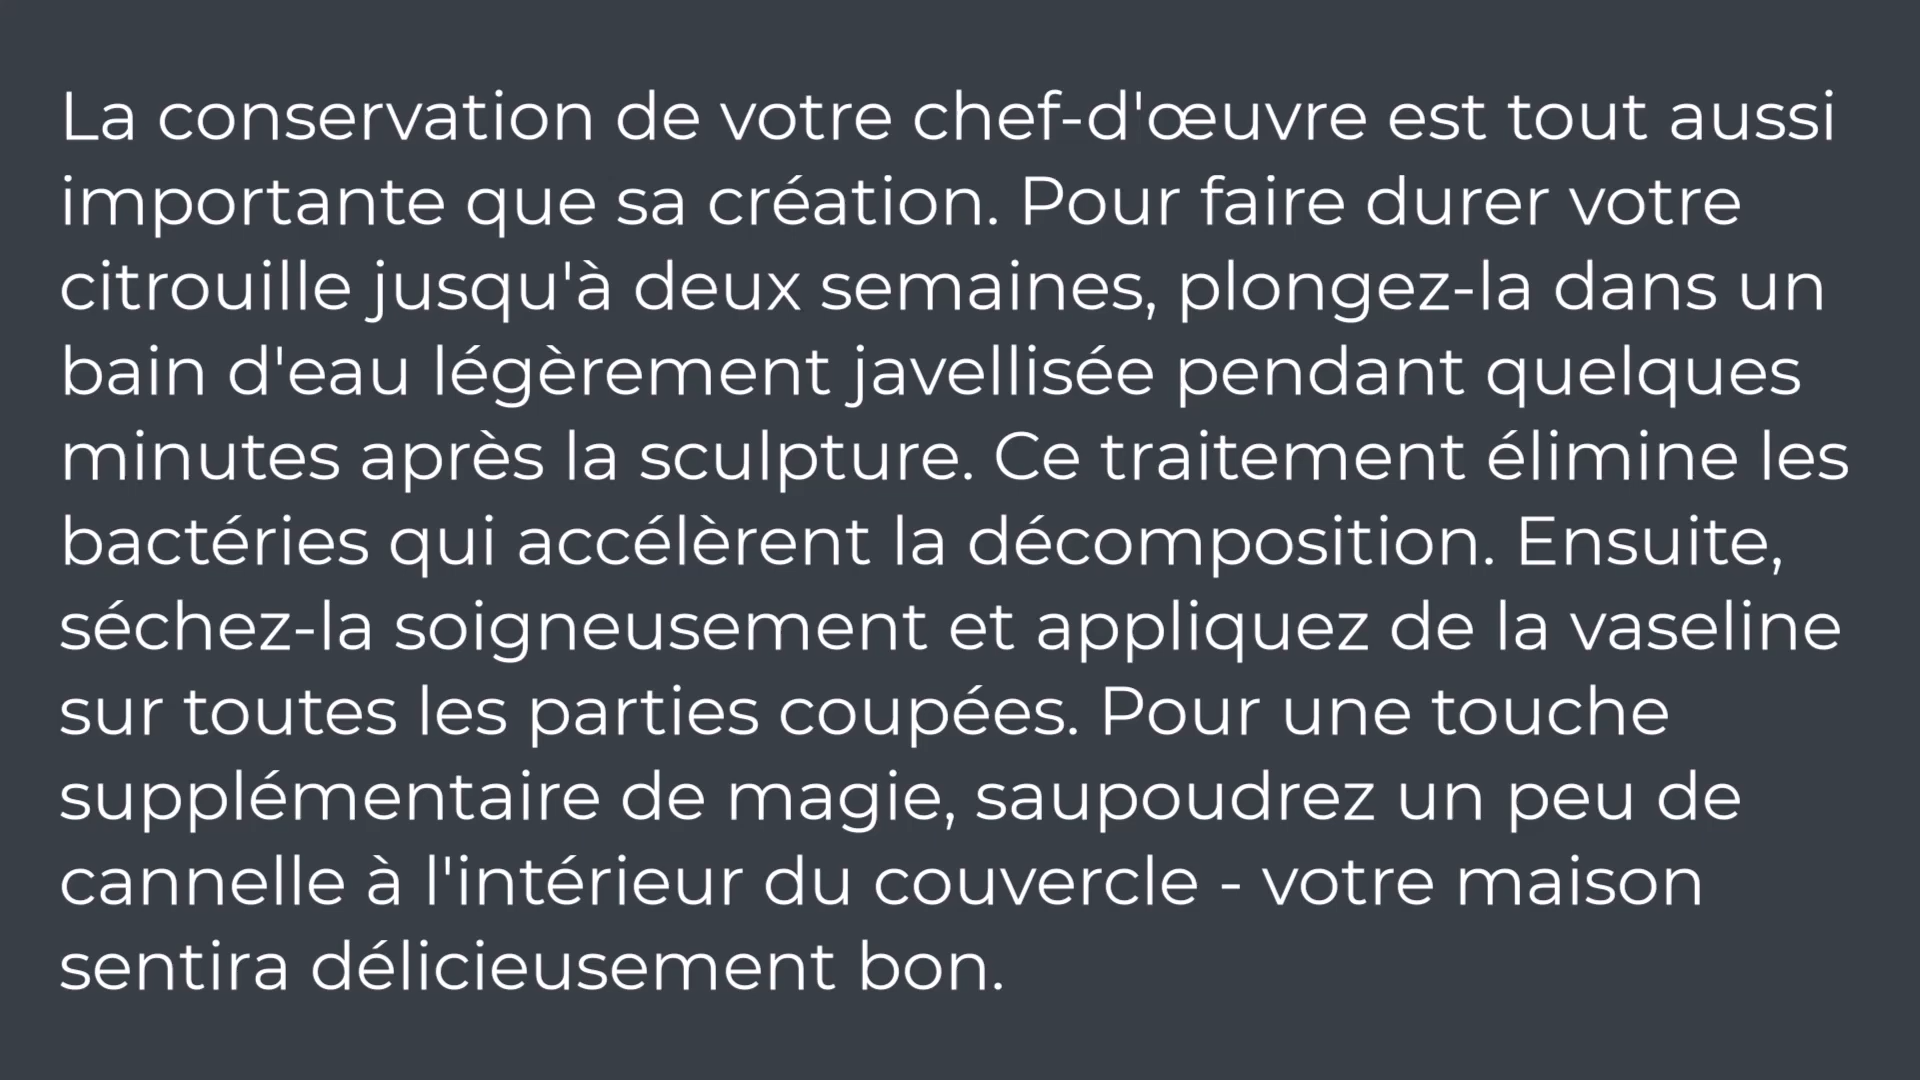 La conservation de votre chef-d'œuvre est tout aussi
importante que sa création. Pour faire durer votre
citrouille jusqu'à deux semaines, plongez-la dans un
bain d'eau légèrement javellisée pendant quelques
minutes après la sculpture. Ce traitement élimine les
bactéries qui accélèrent la décomposition. Ensuite,
séchez-la soigneusement et appliquez de la vaseline
sur toutes les parties coupées. Pour une touche
supplémentaire de magie, saupoudrez un peu de
cannelle à l'intérieur du couvercle - votre maison
sentira délicieusement bon.